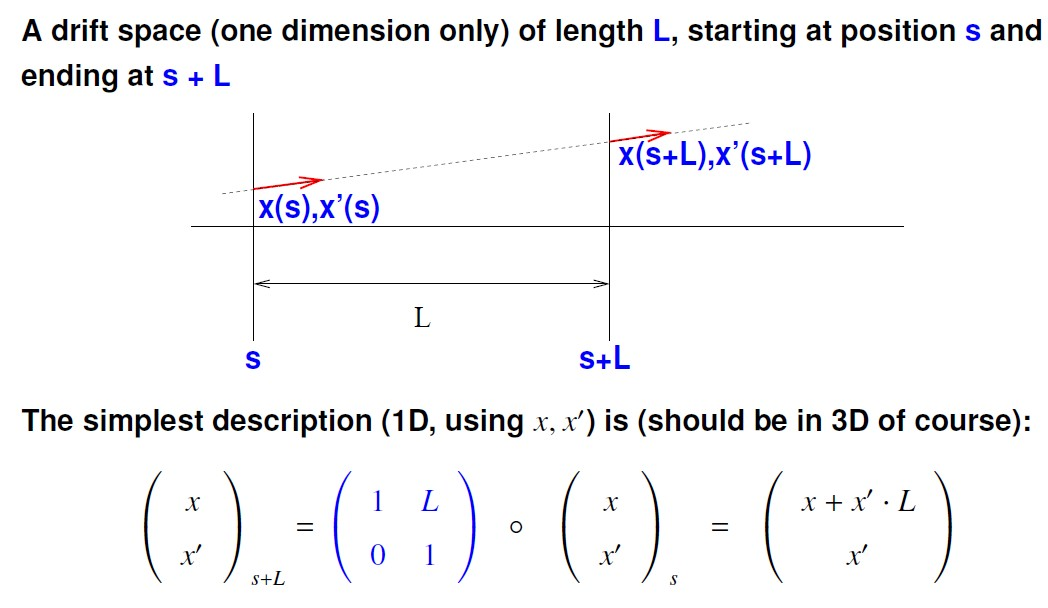 A drift space (one dimension only) of length L, starting at position s and
ending at s + L
x(s+L),x’(s+L)
x(s),x’(s)
L
s s+L
The simplest description (1D, using x, x′) is (should be in 3D of course):
( x x′ )s+L = ( 1 L 0 1 ) ∘ ( x x′ )s = ( x + x′ · L x′ )